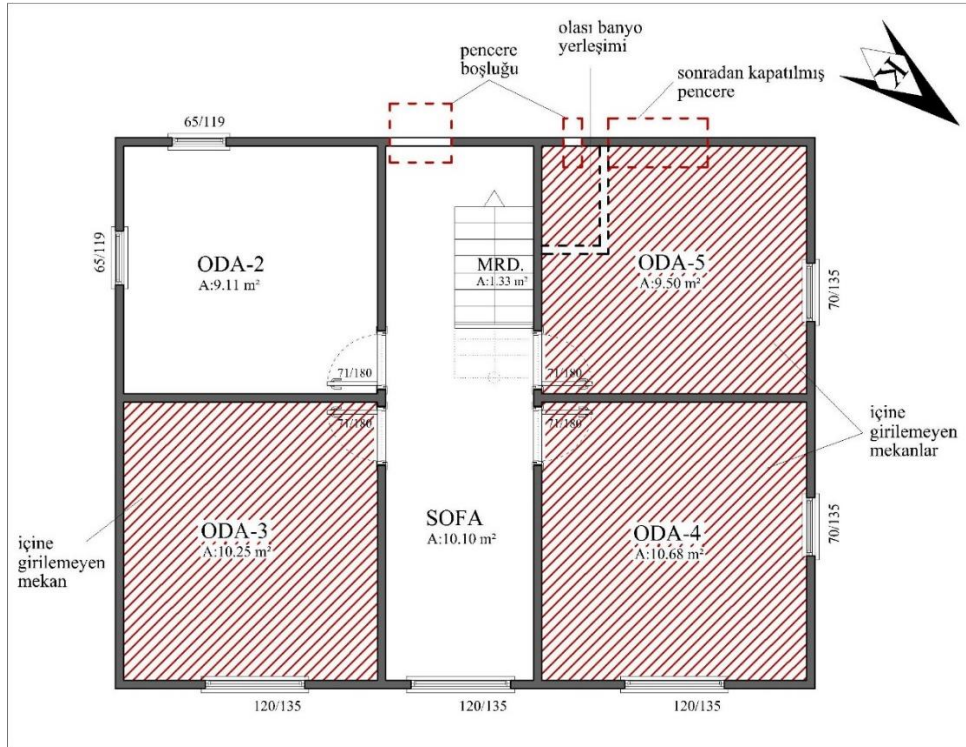 olası banyo
yerleşimi
pencere
boşluğu
sonradan kapatılmış
pencere
K
65/119
65/119
ODA-2
A:9.11 m²
MRD.
A:1.33 m²
ODA-5
A:9.50 m²
70/135
71/180
71/180
71/180
71/180
içine
girilemeyen
mekanlar
ODA-3
A:10.25 m²
SOFA
A:10.10 m²
ODA-4
A:10.68 m²
70/135
içine
girilemeyen
mekan
120/135
120/135
120/135